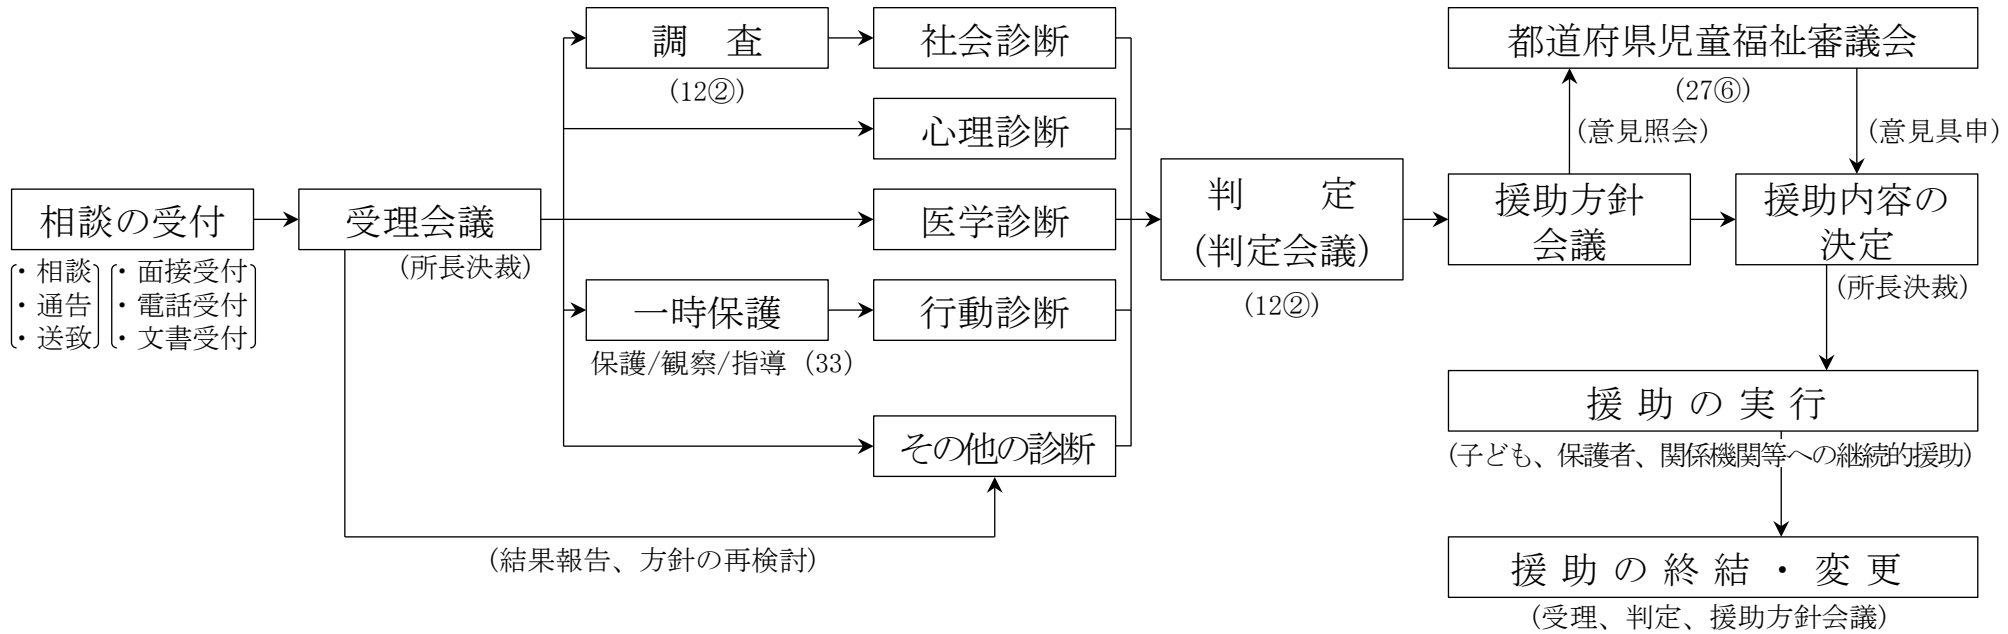 相談の受付
・相談
・通告
・送致
・面接受付
・電話受付
・文書受付
受理会議
(所長決裁)
調　査
(12②)
社会診断
心理診断
医学診断
一時保護
保護/観察/指導 (33)
行動診断
その他の診断
(結果報告、方針の再検討)
判　　定
(判定会議)
(12②)
都道府県児童福祉審議会
(27⑥)
(意見照会)
(意見具申)
援助方針
会議
援助内容の
決定
(所長決裁)
援助の実行
(子ども、保護者、関係機関等への継続的援助)
援助の終結・変更
(受理、判定、援助方針会議)